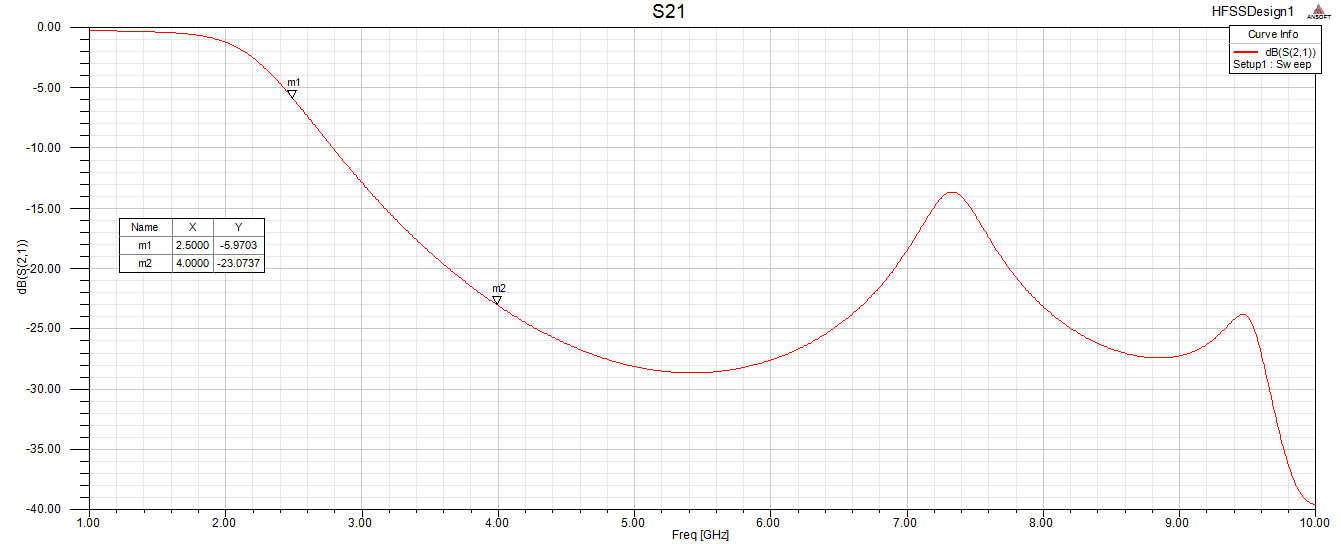 S21
HFSSDesign1
ANSOFT
Curve Info
dB(S(2,1))
Setup1 : Sweep
0.00
-5.00
-10.00
-15.00
-20.00
-25.00
-30.00
-35.00
-40.00
dB(S(2,1))
m1
m2
Name X Y
m1 2.5000 -5.9703
m2 4.0000 -23.0737
1.00 2.00 3.00 4.00 5.00 6.00 7.00 8.00 9.00 10.00
Freq [GHz]